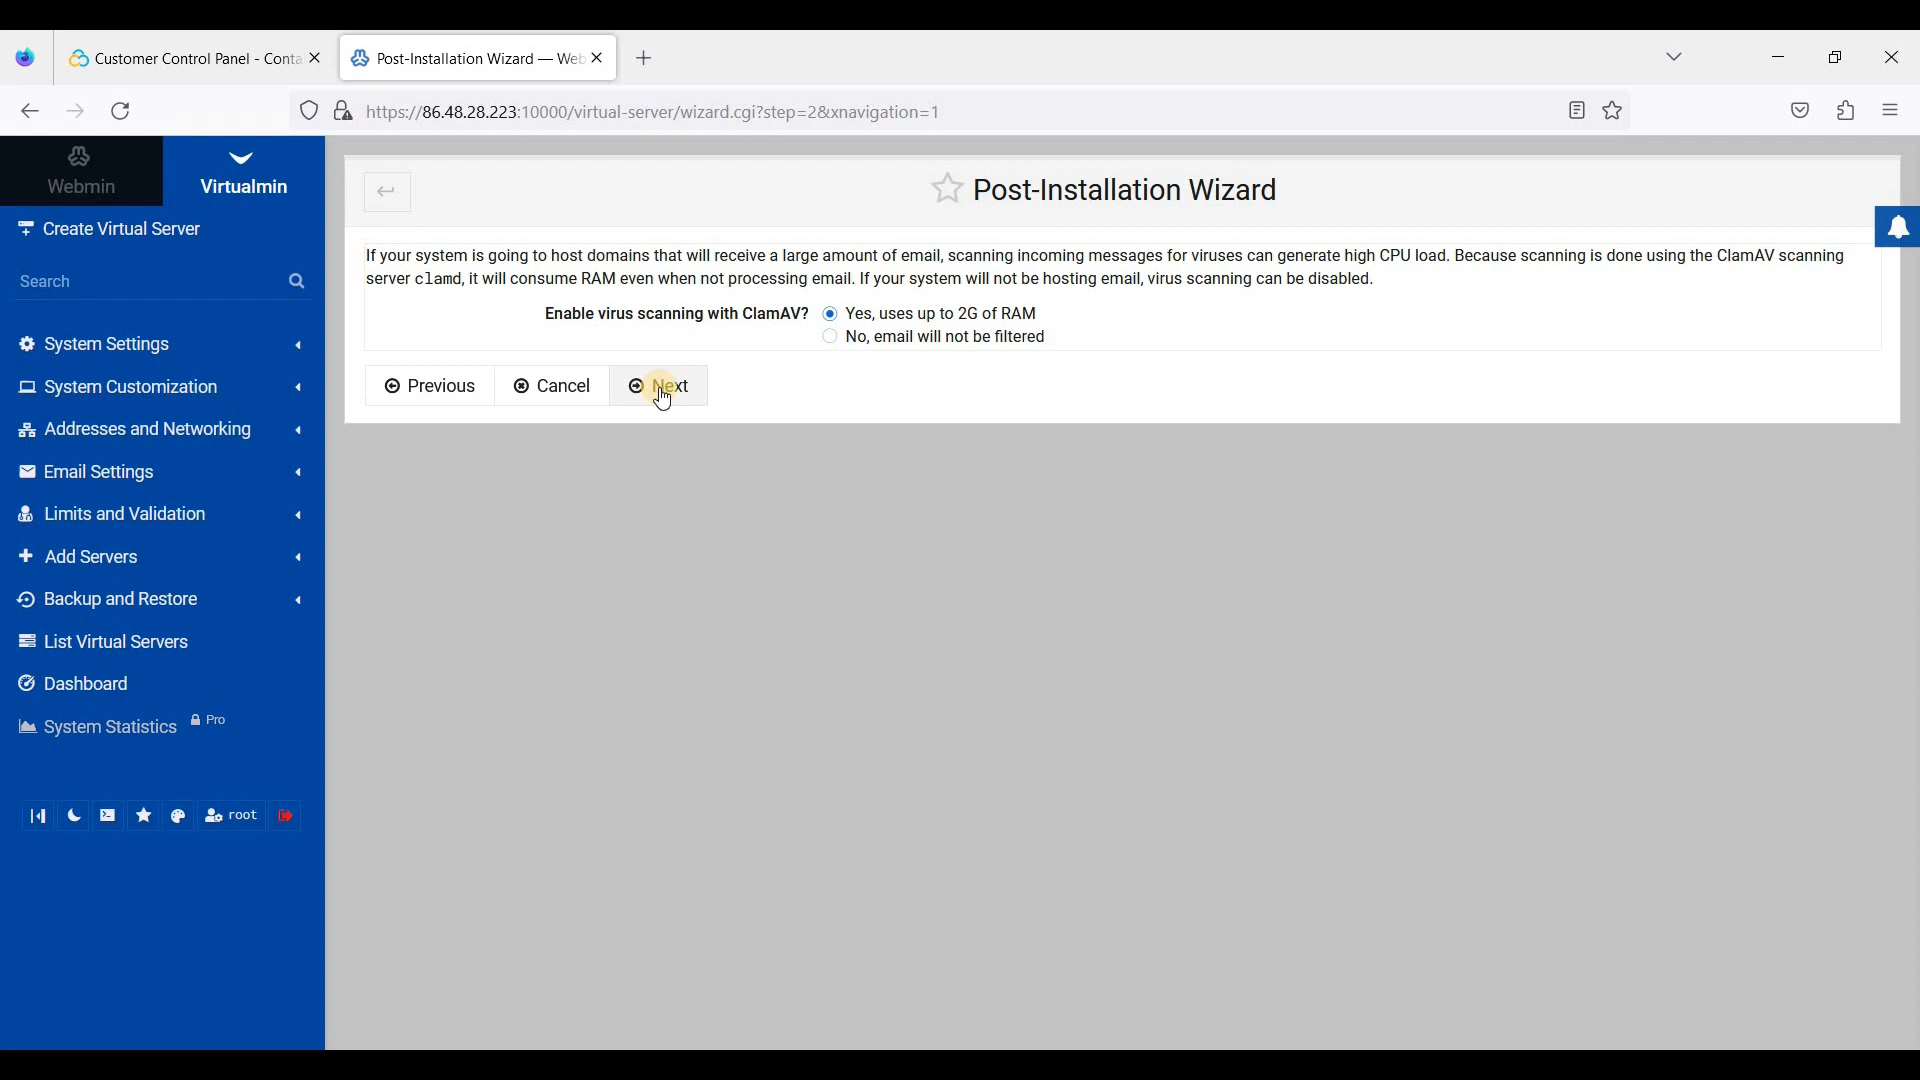 Customer Control Panel - Conta
Post-Installation Wizard — Web
https://86.48.28.223:10000/virtual-server/wizard.cgi?step=2&xnavigation=1
Webmin
Virtualmin
Create Virtual Server
Search
System Settings
System Customization
Addresses and Networking
Email Settings
Limits and Validation
Add Servers
Backup and Restore
List Virtual Servers
Dashboard
System Statistics Pro
root
Post-Installation Wizard
If your system is going to host domains that will receive a large amount of email, scanning incoming messages for viruses can generate high CPU load. Because scanning is done using the ClamAV scanning
server clamd, it will consume RAM even when not processing email. If your system will not be hosting email, virus scanning can be disabled.
Enable virus scanning with ClamAV? Yes, uses up to 2G of RAM
No, email will not be filtered
Previous Cancel Next